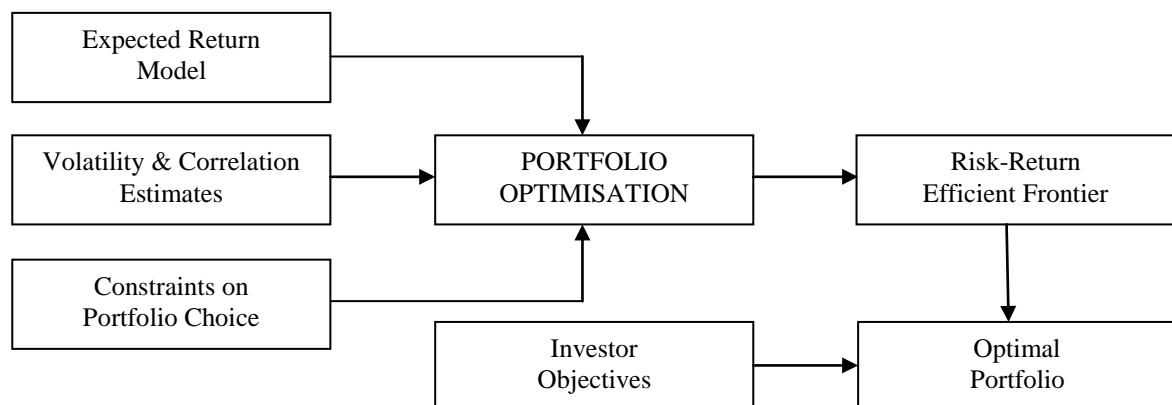 Expected Return
Model
Volatility & Correlation
Estimates
PORTFOLIO
OPTIMISATION
Risk-Return
Efficient Frontier
Constraints on
Portfolio Choice
Investor
Objectives
Optimal
Portfolio